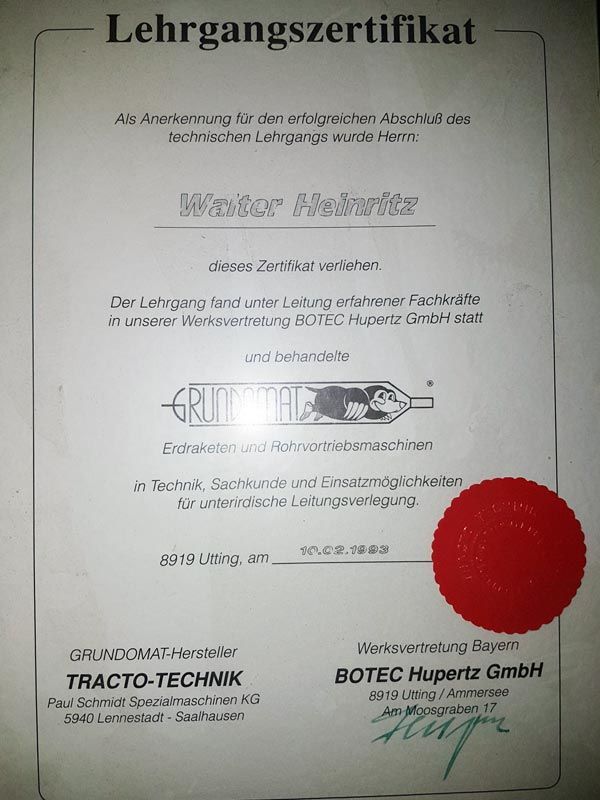 Lehrgangszertifikat
Als Anerkennung für den erfolgreichen Abschluß des
technischen Lehrgangs wurde Herrn:
Walter Heinritz
dieses Zertifikat verliehen.
Der Lehrgang fand unter Leitung erfahrener Fachkräfte
in unserer Werksvertretung BOTEC Hupertz GmbH statt
und behandelte
GRUNDOMAT ®
Erdraketen und Rohrvortriebsmaschinen
in Technik, Sachkunde und Einsatzmöglichkeiten
für unterirdische Leitungsverlegung.
8919 Utting, am 10.02.1993
GRUNDOMAT-Hersteller
TRACTO-TECHNIK
Paul Schmidt Spezialmaschinen KG
5940 Lennestadt - Saalhausen
Werksvertretung Bayern
BOTEC Hupertz GmbH
8919 Utting / Ammersee
Am Moosgraben 17